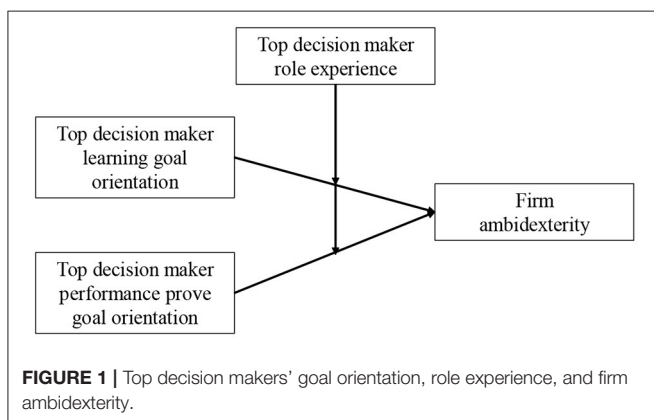 Top decision maker
role experience
Top decision maker
learning goal
orientation
Firm
ambidexterity
Top decision maker
performance prove
goal orientation
FIGURE 1 | Top decision makers' goal orientation, role experience, and firm
ambidexterity.